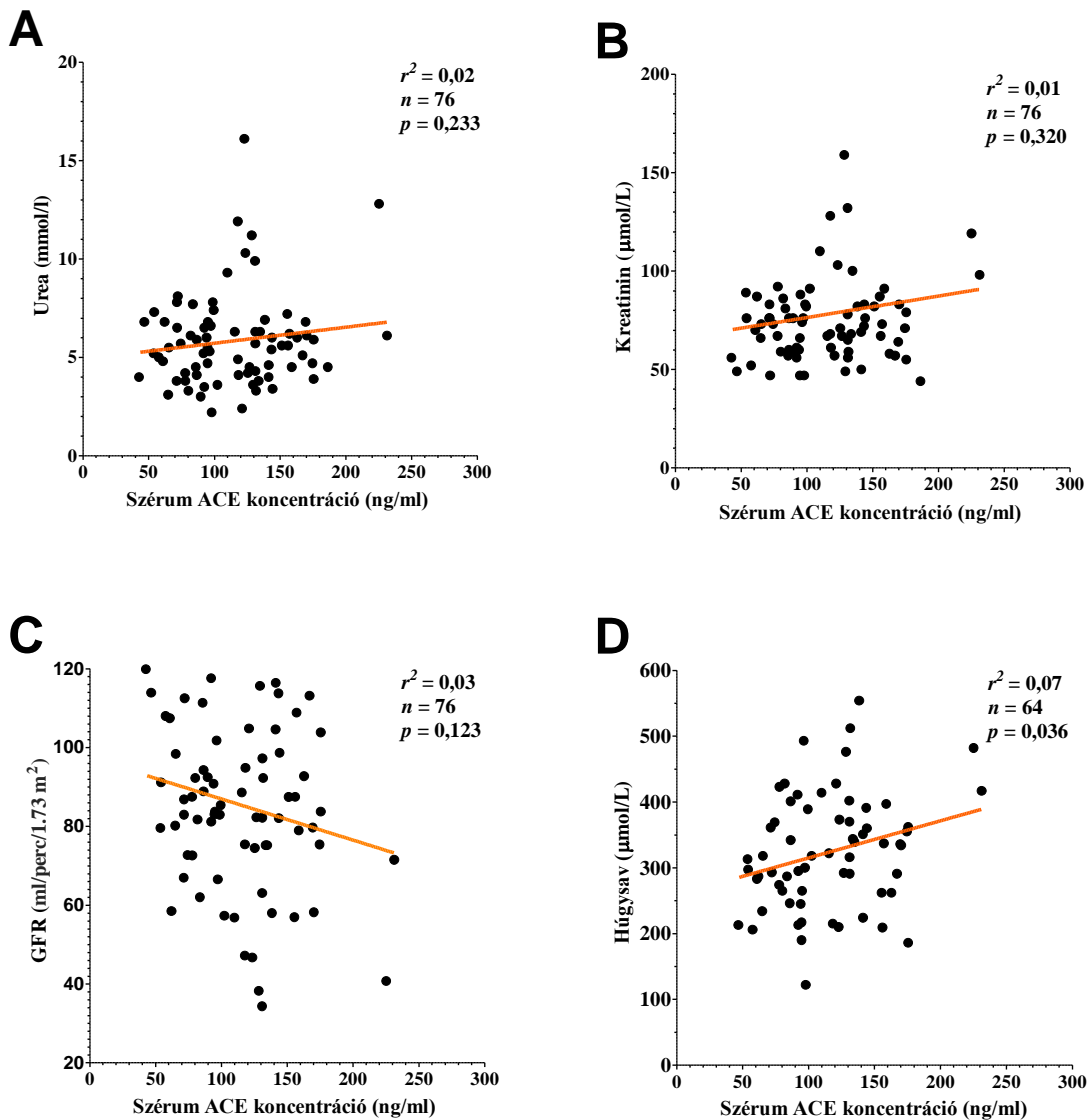 A
r² = 0,02
n = 76
p = 0,233
Urea (mmol/l)
20
15
10
5
0
0 50 100 150 200 250 300
Szérum ACE koncentráció (ng/ml)
B
r² = 0,01
n = 76
p = 0,320
Kreatinin (µmol/L)
200
150
100
50
0
0 50 100 150 200 250 300
Szérum ACE koncentráció (ng/ml)
C
r² = 0,03
n = 76
p = 0,123
GFR (ml/perc/1.73 m²)
120
100
80
60
40
20
0 50 100 150 200 250 300
Szérum ACE koncentráció (ng/ml)
D
r² = 0,07
n = 64
p = 0,036
Húgysav (µmol/L)
600
500
400
300
200
100
0
0 50 100 150 200 250 300
Szérum ACE koncentráció (ng/ml)